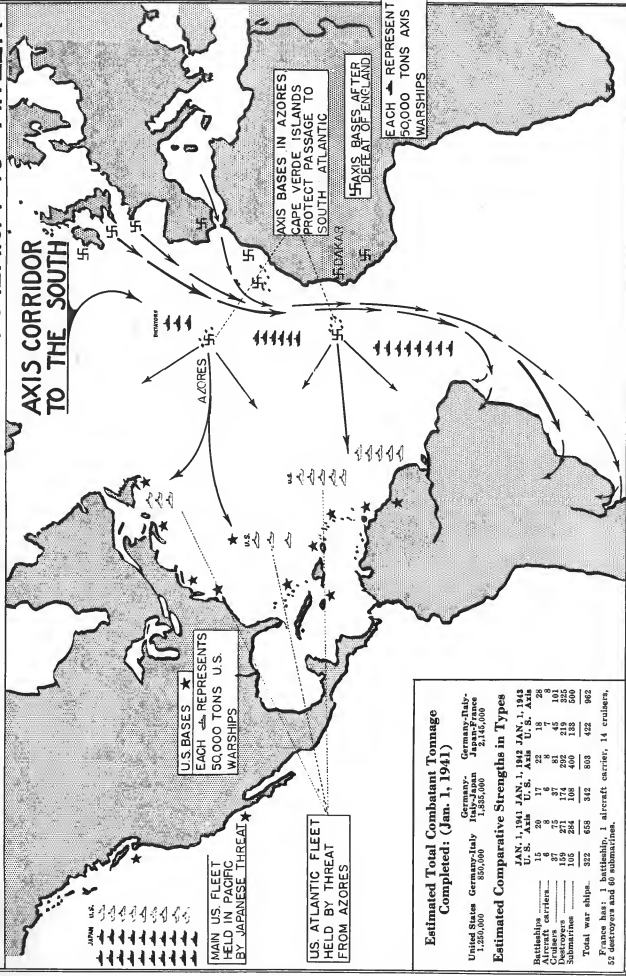 AXIS CORRIDOR
TO THE SOUTH
DICTATORS
AZORES
AXIS BASES IN AZORES,
CAPE VERDE ISLANDS
PROTECT PASSAGE TO
SOUTH ATLANTIC
DAKAR
AXIS BASES AFTER
DEFEAT OF ENGLAND
EACH REPRESENT
50,000 TONS AXIS
WARSHIPS
U.S.
U.S.
U.S. BASES
EACH REPRESENTS
50,000 TONS U.S.
WARSHIPS
JAPAN U.S.
MAIN U.S. FLEET
HELD IN PACIFIC
BY JAPANESE THREAT
U.S. ATLANTIC FLEET
HELD BY THREAT
FROM AZORES
Estimated Total Combatant Tonnage
Completed: (Jan. 1, 1941)
United States Germany-Italy Germany-Italy-Japan Germany-Italy-Japan-France
1,250,000 850,000 1,835,000 2,145,000
Estimated Comparative Strengths in Types
JAN. 1, 1941 JAN. 1, 1942 JAN. 1, 1943
U. S. Axis U. S. Axis U. S. Axis
Battleships 15 20 17 22 18 28
Aircraft carriers 6 8 6 8 7 8
Cruisers 37 75 37 81 45 101
Destroyers 159 271 174 292 219 325
Submarines 105 284 108 400 133 500
Total war ships.. 322 658 342 803 422 962
France has: 1 battleship, 1 aircraft carrier, 14 cruisers,
52 destroyers and 60 submarines.